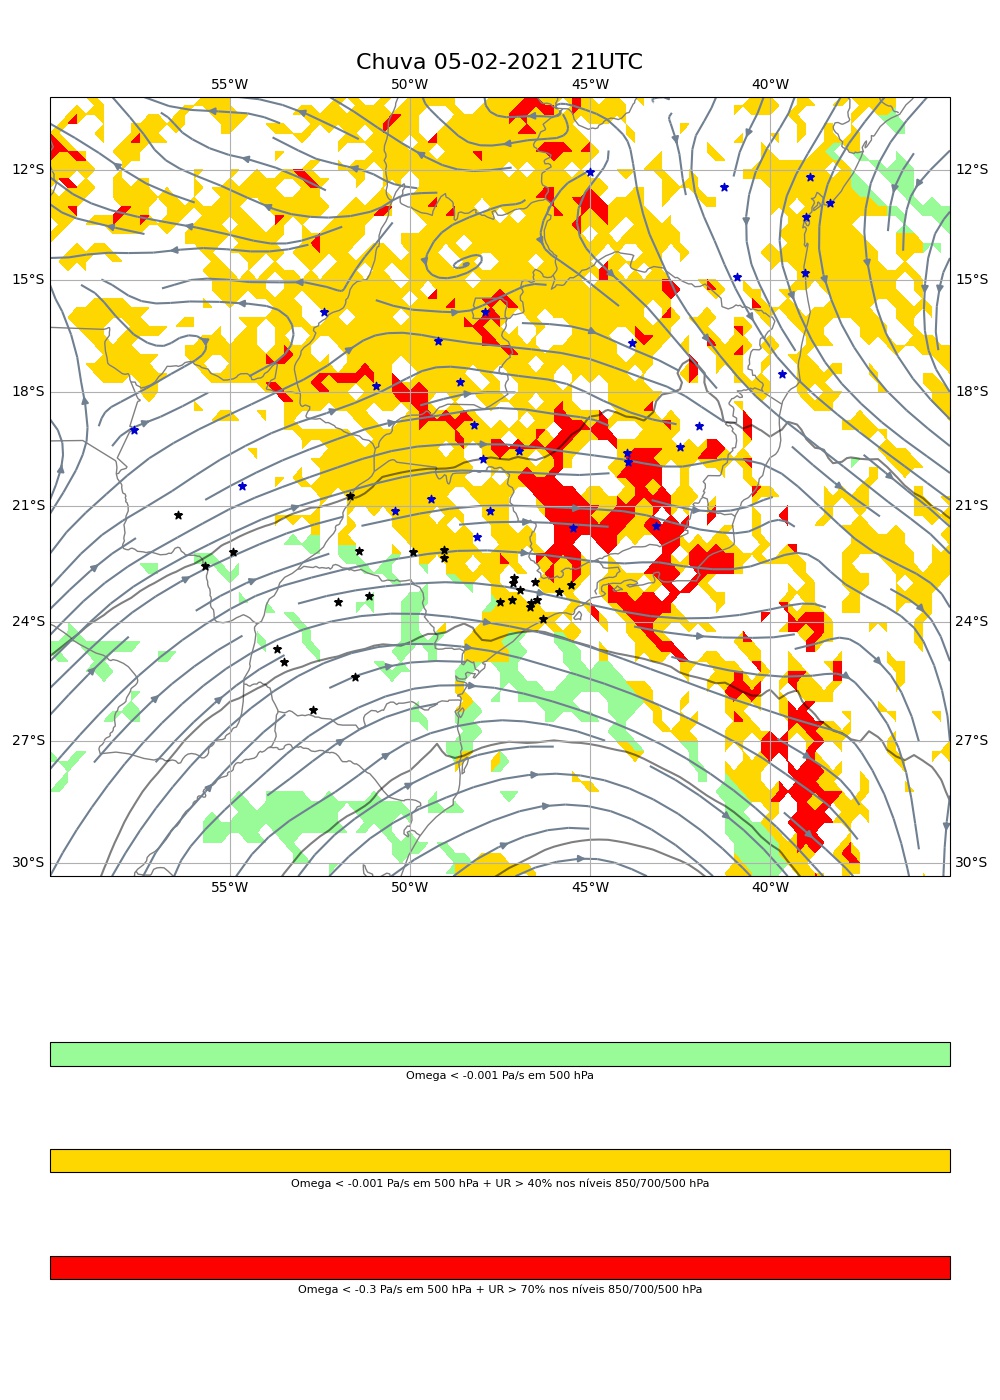 Chuva 05-02-2021 21UTC
55°W 50°W 45°W 40°W
12°S 12°S
15°S 15°S
18°S 18°S
21°S 21°S
24°S 24°S
27°S 27°S
30°S 30°S
55°W 50°W 45°W 40°W
Omega < -0.001 Pa/s em 500 hPa
Omega < -0.001 Pa/s em 500 hPa + UR > 40% nos níveis 850/700/500 hPa
Omega < -0.3 Pa/s em 500 hPa + UR > 70% nos níveis 850/700/500 hPa